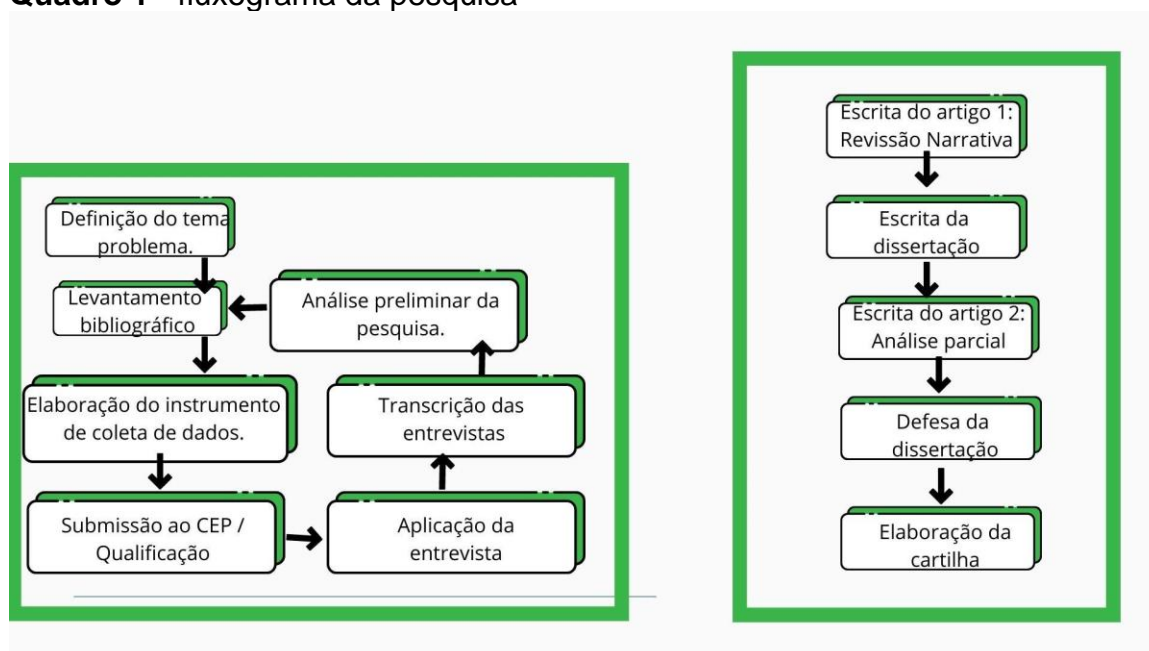 Quadro 1 - fluxograma da pesquisa
Definição do tema
problema.
Levantamento
bibliográfico
Elaboração do instrumento
de coleta de dados.
Submissão ao CEP /
Qualificação
Aplicação da
entrevista
Transcrição das
entrevistas
Análise preliminar da
pesquisa.
Escrita do artigo 1:
Revissão Narrativa
Escrita da
dissertação
Escrita do artigo 2:
Análise parcial
Defesa da
dissertação
Elaboração da
cartilha